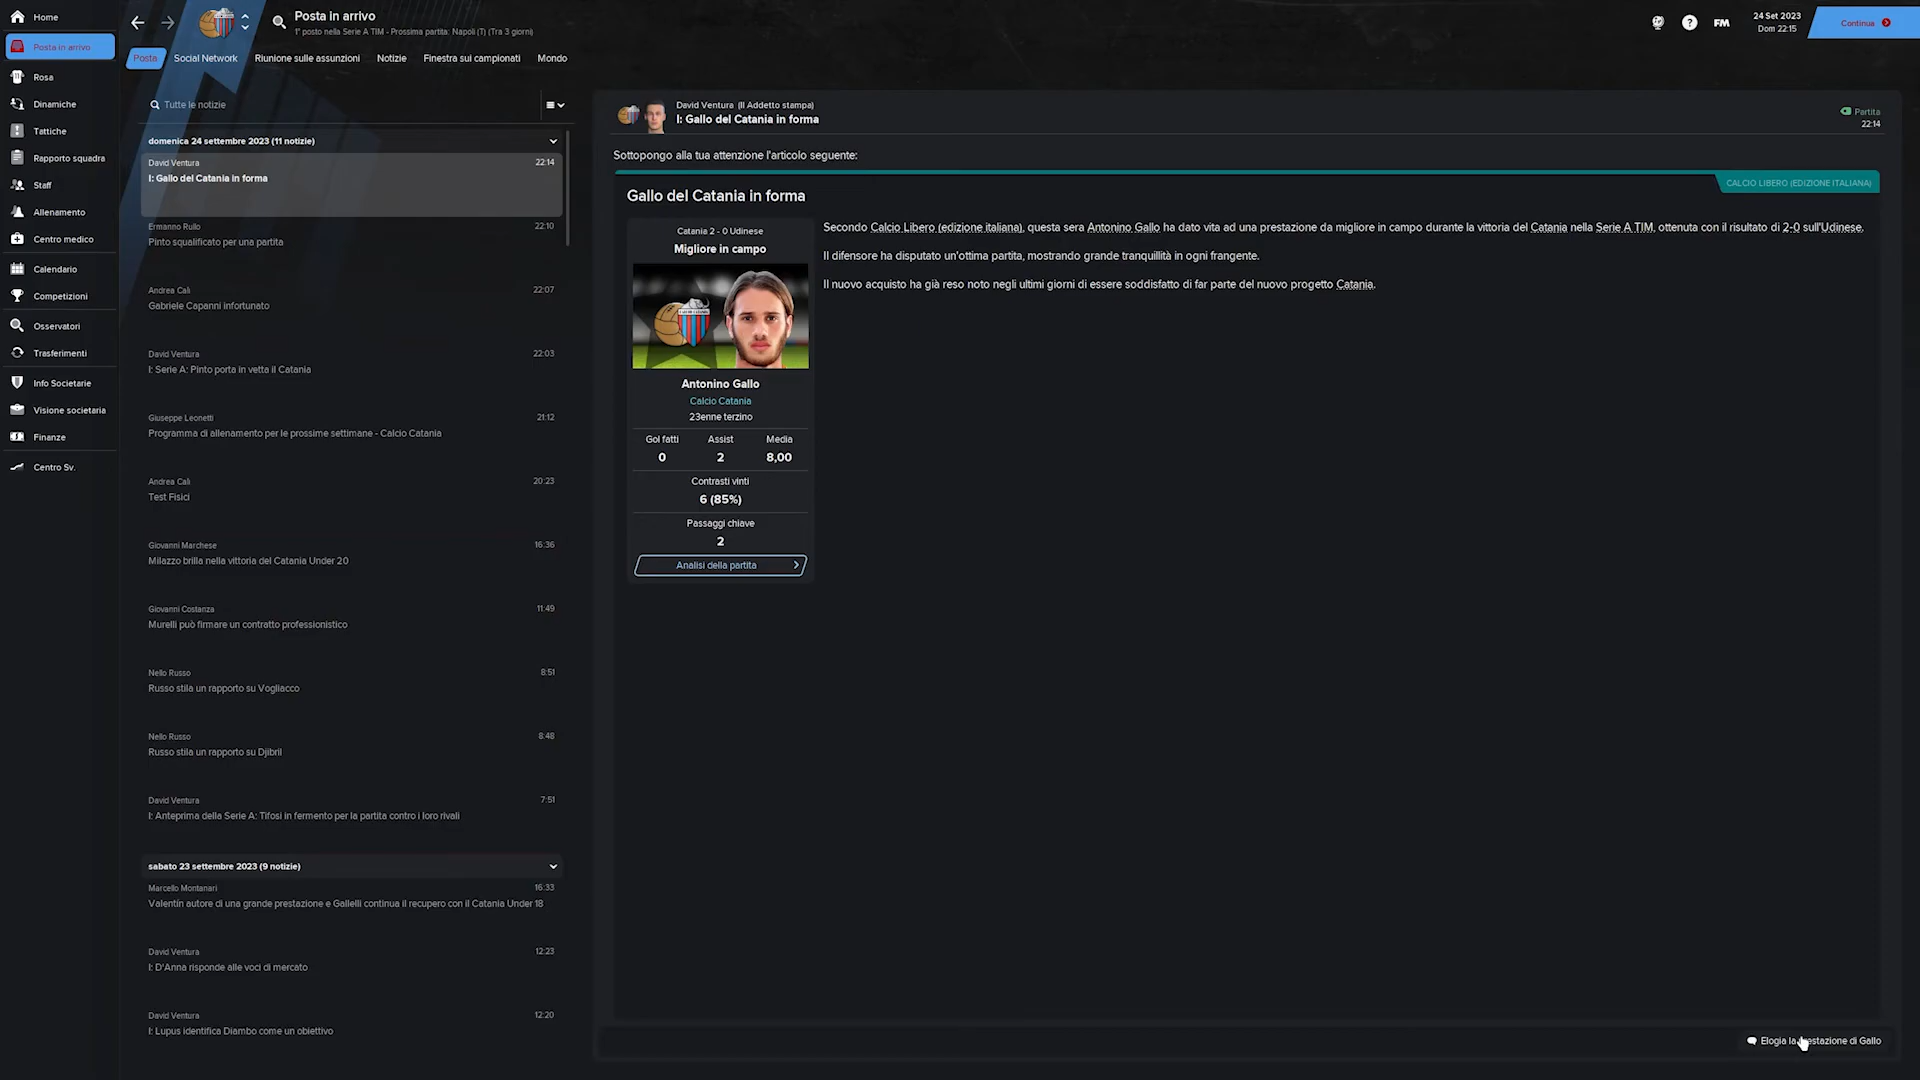 Home
Posta in arrivo
Rosa
Dinamiche
Tattiche
Rapporto squadra
Staff
Allenamento
Centro medico
Calendario
Competizioni
Osservatori
Trasferimenti
Info Societarie
Visione societaria
Finanze
Centro Sv.
Posta in arrivo
1° posto nella Serie A TIM - Prossima partita: Napoli (T) (Tra 3 giorni)
FM
24 Set 2023
Dom 22:15
Continua
Posta Social Network Riunione sulle assunzioni Notizie Finestra sui campionati Mondo
Tutte le notizie
domenica 24 settembre 2023 (11 notizie)
David Ventura 22:14
I: Gallo del Catania in forma
Ermanno Rullo 22:10
Pinto squalificato per una partita
Andrea Calì 22:07
Gabriele Capanni infortunato
David Ventura 22:03
I: Serie A: Pinto porta in vetta il Catania
Giuseppe Leonetti 21:12
Programma di allenamento per le prossime settimane - Calcio Catania
Andrea Calì 20:23
Test Fisici
Giovanni Marchese 16:36
Milazzo brilla nella vittoria del Catania Under 20
Giovanni Costanza 11:49
Murelli può firmare un contratto professionistico
Nello Russo 8:51
Russo stila un rapporto su Vogliacco
Nello Russo 8:48
Russo stila un rapporto su Djibril
David Ventura 7:51
I: Anteprima della Serie A: Tifosi in fermento per la partita contro i loro rivali
sabato 23 settembre 2023 (9 notizie)
Marcello Montanari 16:33
Valentín autore di una grande prestazione e Gallelli continua il recupero con il Catania Under 18
David Ventura 12:23
I: D'Anna risponde alle voci di mercato
David Ventura 12:20
I: Lupus identifica Diambo come un obiettivo
David Ventura (Il Addetto stampa)
I: Gallo del Catania in forma
Partita
22:14
Sottopongo alla tua attenzione l'articolo seguente:
CALCIO LIBERO (EDIZIONE ITALIANA)
Gallo del Catania in forma
Catania 2 - 0 Udinese
Migliore in campo
Antonino Gallo
Calcio Catania
23enne terzino
Gol fatti Assist Media
0 2 8,00
Contrasti vinti
6 (85%)
Passaggi chiave
2
Analisi della partita
Secondo Calcio Libero (edizione italiana), questa sera Antonino Gallo ha dato vita ad una prestazione da migliore in campo durante la vittoria del Catania nella Serie A TIM, ottenuta con il risultato di 2-0 sull'Udinese.
Il difensore ha disputato un'ottima partita, mostrando grande tranquillità in ogni frangente.
Il nuovo acquisto ha già reso noto negli ultimi giorni di essere soddisfatto di far parte del nuovo progetto Catania.
Elogia la prestazione di Gallo